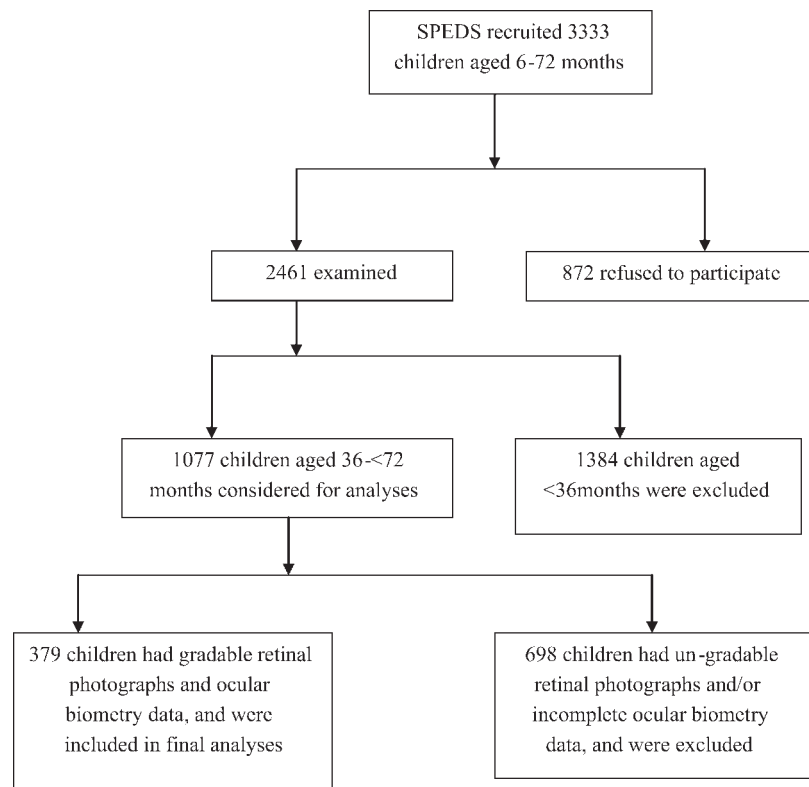 SPEDS recruited 3333
children aged 6-72 months
2461 examined
872 refused to participate
1077 children aged 36-<72
months considered for analyses
1384 children aged
<36months were excluded
379 children had gradable retinal
photographs and ocular
biometry data, and were
included in final analyses
698 children had un-gradable
retinal photographs and/or
incomplete ocular biometry
data, and were excluded